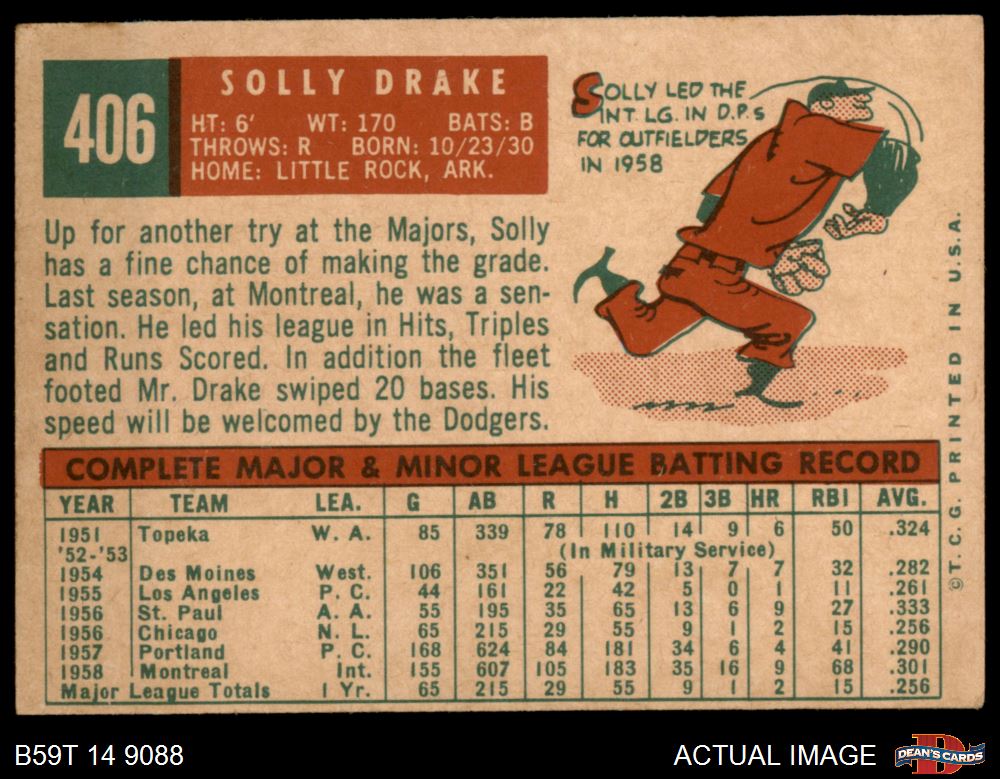 406
SOLLY DRAKE
HT: 6' WT: 170 BATS: B
THROWS: R BORN: 10/23/30
HOME: LITTLE ROCK, ARK.
SOLLY LED THE
INT. LG. IN D.P.s
FOR OUTFIELDERS
IN 1958
Up for another try at the Majors, Solly
has a fine chance of making the grade.
Last season, at Montreal, he was a sen-
sation. He led his league in Hits, Triples
and Runs Scored. In addition the fleet
footed Mr. Drake swiped 20 bases. His
speed will be welcomed by the Dodgers.
COMPLETE MAJOR & MINOR LEAGUE BATTING RECORD
YEAR TEAM LEA. G AB R H 2B 3B HR RBI AVG.
1951 Topeka W. A. 85 339 78 110 14 9 6 50 .324
'52-'53 (In Military Service)
1954 Des Moines West. 106 351 56 79 13 7 7 32 .282
1955 Los Angeles P. C. 44 161 22 42 5 0 1 11 .261
1956 St. Paul A. A. 55 195 35 65 13 6 9 27 .333
1956 Chicago N. L. 65 215 29 55 9 1 2 15 .256
1957 Portland P. C. 168 624 84 181 34 6 4 41 .290
1958 Montreal Int. 155 607 105 183 35 16 9 68 .301
Major League Totals 1 Yr. 65 215 29 55 9 1 2 15 .256
©T. C. G. PRINTED IN U.S.A.
B59T 14 9088
ACTUAL IMAGE
D
DEAN'S CARDS